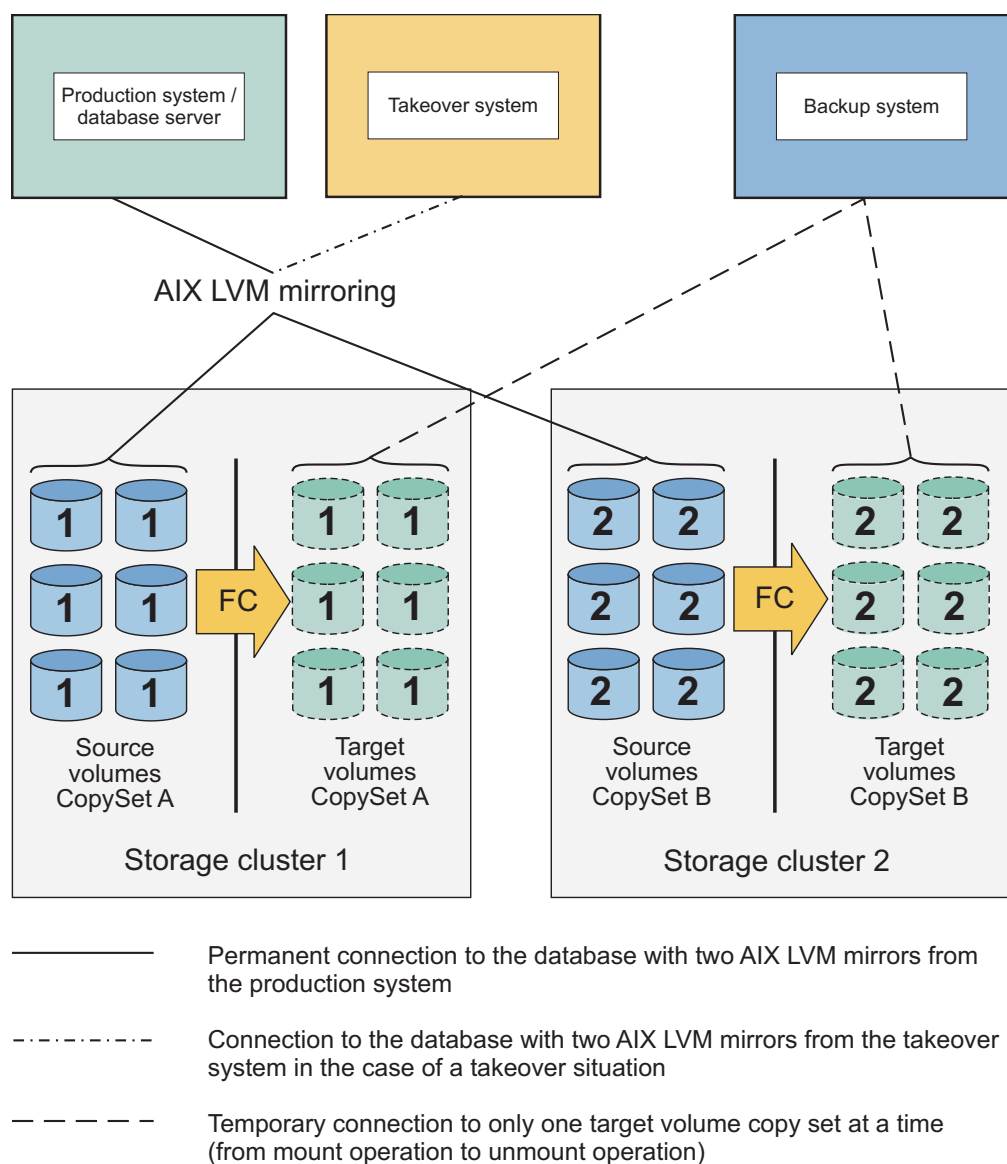 Production system /
database server
Takeover system
Backup system
AIX LVM mirroring
1 1 1 1 2 2 2 2
1 1 FC 1 1 2 2 FC 2 2
1 1 1 1 2 2 2 2
Source
volumes
CopySet A
Target
volumes
CopySet A
Source
volumes
CopySet B
Target
volumes
CopySet B
Storage cluster 1
Storage cluster 2
Permanent connection to the database with two AIX LVM mirrors from
the production system
Connection to the database with two AIX LVM mirrors from the takeover
system in the case of a takeover situation
Temporary connection to only one target volume copy set at a time
(from mount operation to unmount operation)